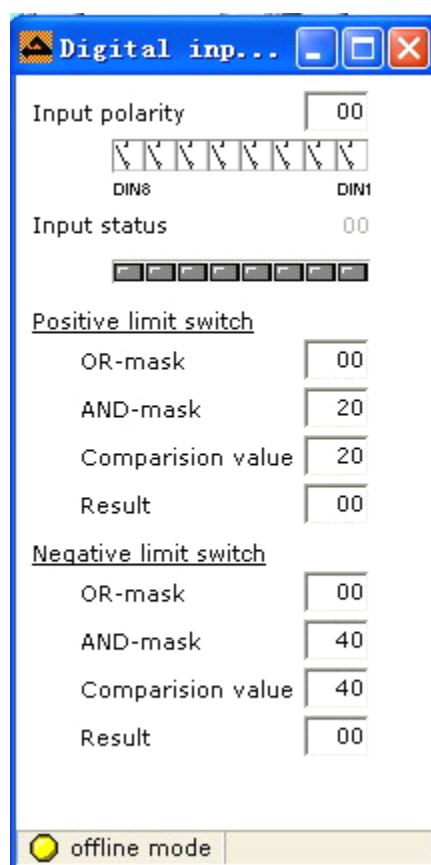 Digital inp...
Input polarity 00
DIN8 DIN1
Input status 00
Positive limit switch
OR-mask 00
AND-mask 20
Comparision value 20
Result 00
Negative limit switch
OR-mask 00
AND-mask 40
Comparision value 40
Result 00
offline mode